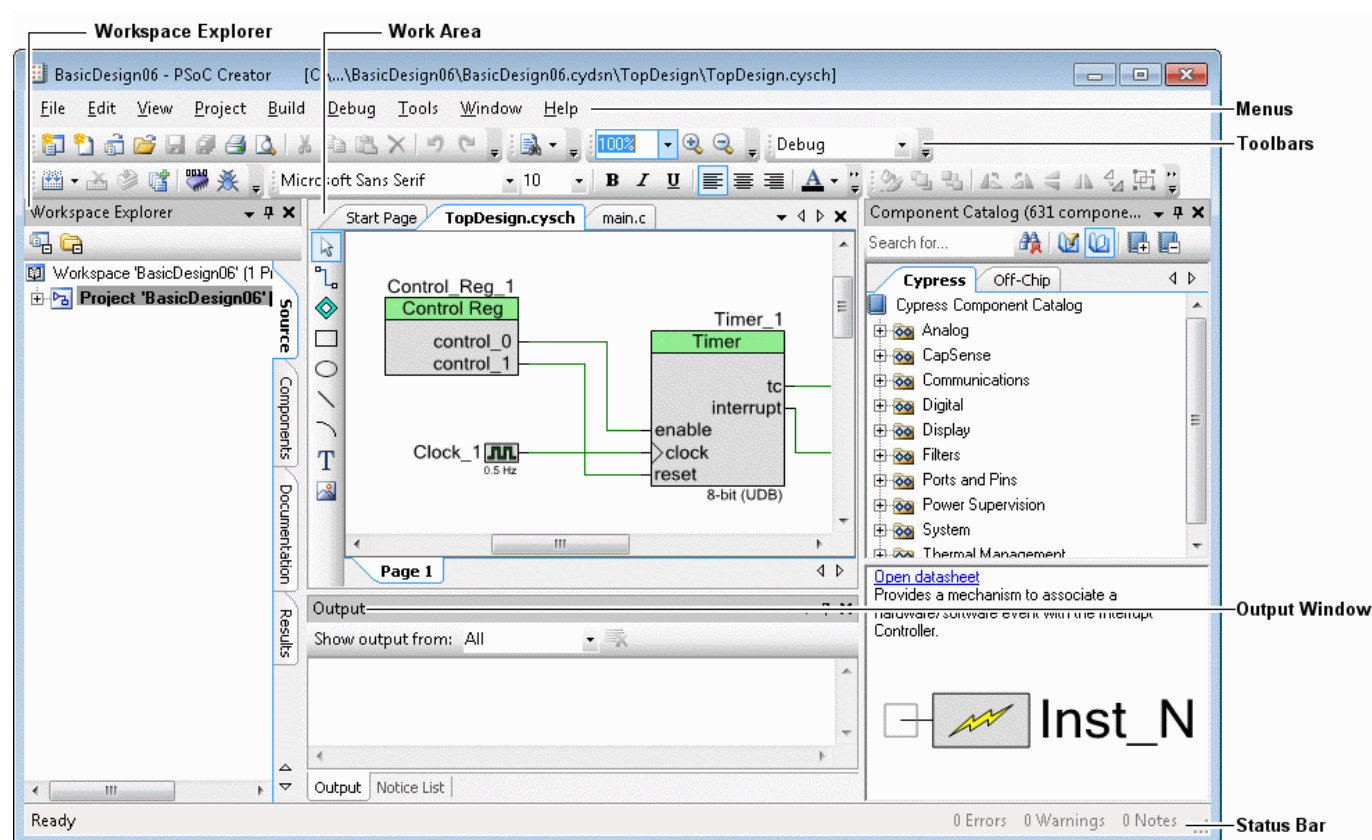 Workspace Explorer
Work Area
BasicDesign06 - PSoC Creator [C:\...\BasicDesign06\BasicDesign06.cydsn\TopDesign\TopDesign.cysch]
File Edit View Project Build Debug Tools Window Help
Menus
100%
Debug
Toolbars
Microsoft Sans Serif
10
B I U
A
Workspace Explorer
Start Page
TopDesign.cysch
main.c
Component Catalog (631 compone...
Search for...
Workspace 'BasicDesign06' (1 P
Project 'BasicDesign06'
Source
Components
Documentation
Results
T
Control_Reg_1
Control Reg
control_0
control_1
Clock_1
0.5 Hz
Timer_1
Timer
tc
interrupt
enable
clock
reset
8-bit (UDB)
Page 1
Cypress
Off-Chip
Cypress Component Catalog
Analog
CapSense
Communications
Digital
Display
Filters
Ports and Pins
Power Supervision
System
Thermal Management
Output
Show output from: All
Output
Notice List
Open datasheet
Provides a mechanism to associate a
hardware/software event with the Interrupt
Controller.
Inst_N
Output Window
Ready
0 Errors 0 Warnings 0 Notes
Status Bar